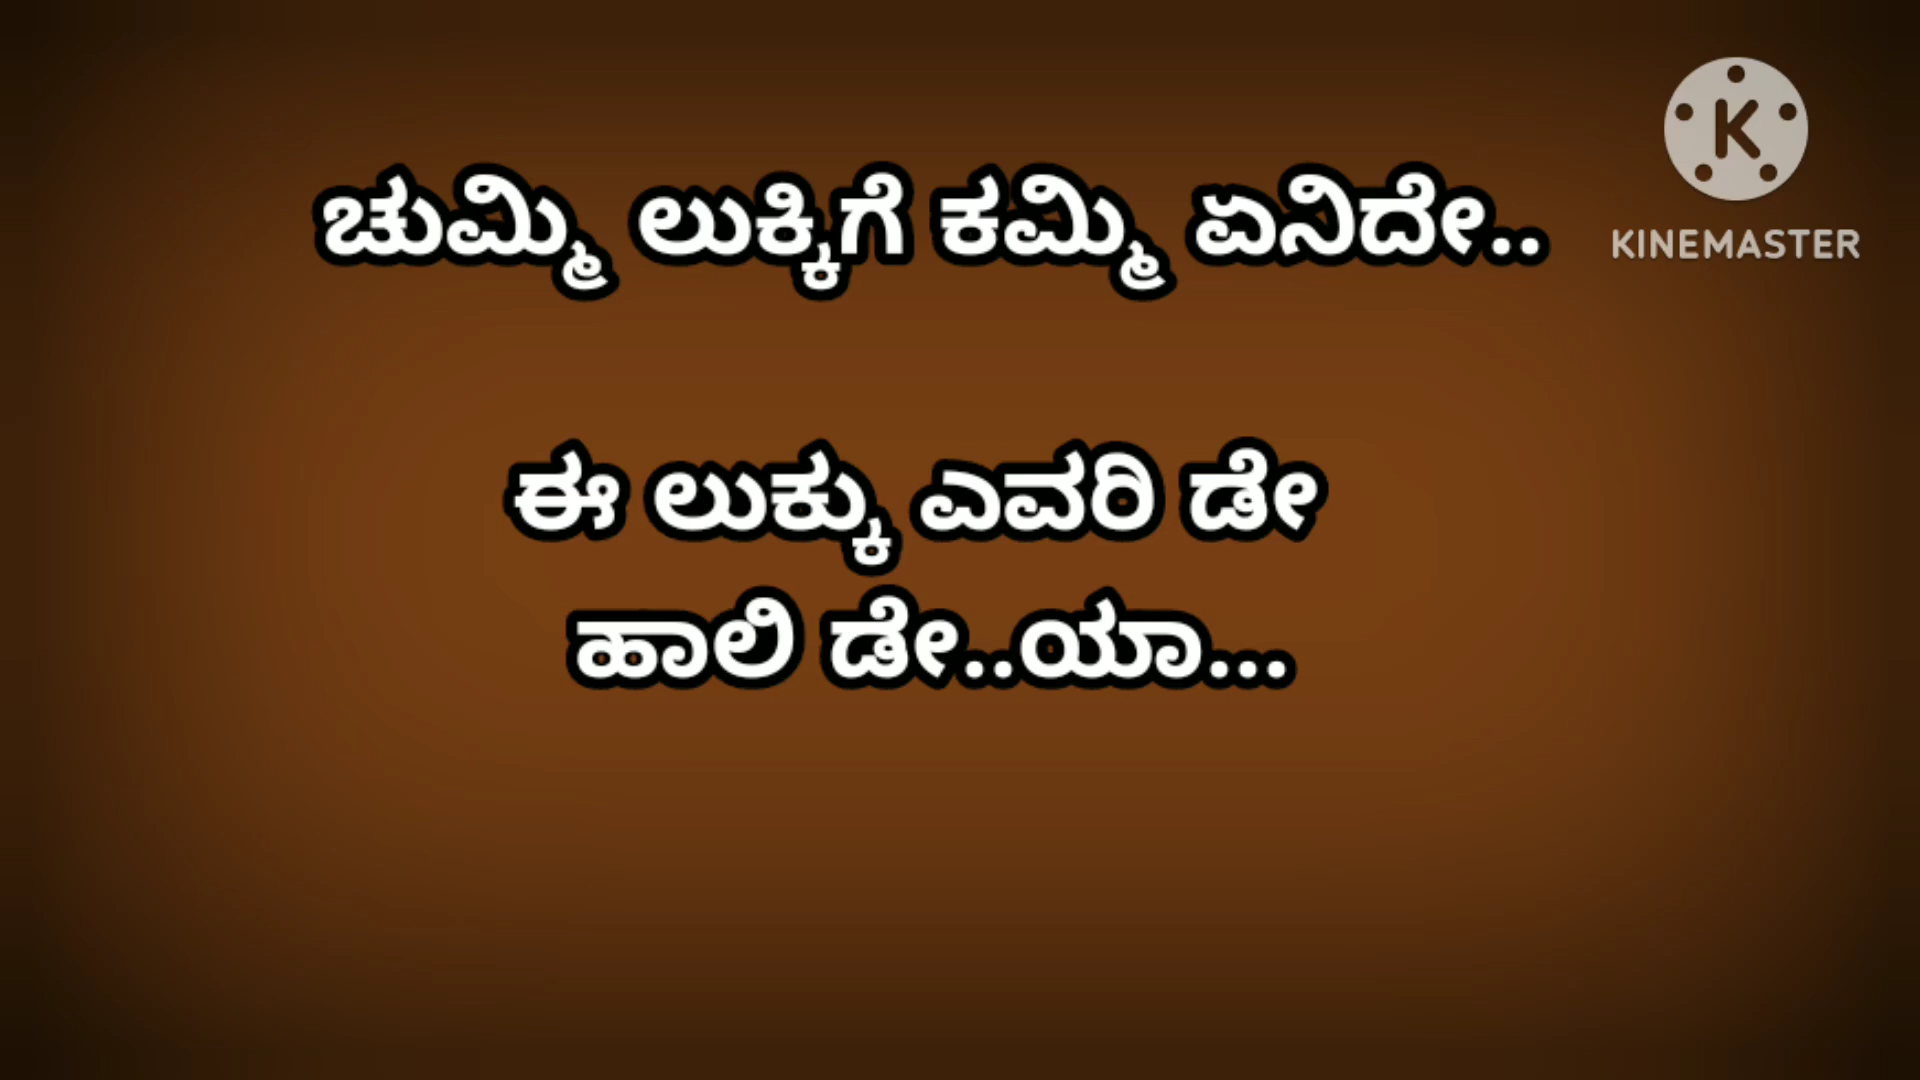 ಚುಮ್ಮಿ ಲುಕ್ಕಿಗೆ ಕಮ್ಮಿ ಏನಿದೇ..
ಈ ಲುಕ್ಕು ಎವರಿ ಡೇ
ಹಾಲಿ ಡೇ..ಯಾ...
K
KINEMASTER